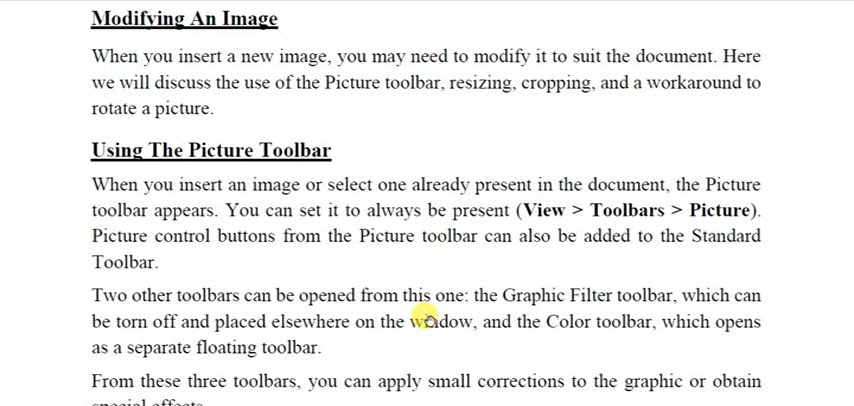 Modifying An Image
When you insert a new image, you may need to modify it to suit the document. Here
we will discuss the use of the Picture toolbar, resizing, cropping, and a workaround to
rotate a picture.
Using The Picture Toolbar
When you insert an image or select one already present in the document, the Picture
toolbar appears. You can set it to always be present (View > Toolbars > Picture).
Picture control buttons from the Picture toolbar can also be added to the Standard
Toolbar.
Two other toolbars can be opened from this one: the Graphic Filter toolbar, which can
be torn off and placed elsewhere on the window, and the Color toolbar, which opens
as a separate floating toolbar.
From these three toolbars, you can apply small corrections to the graphic or obtain
special effects.